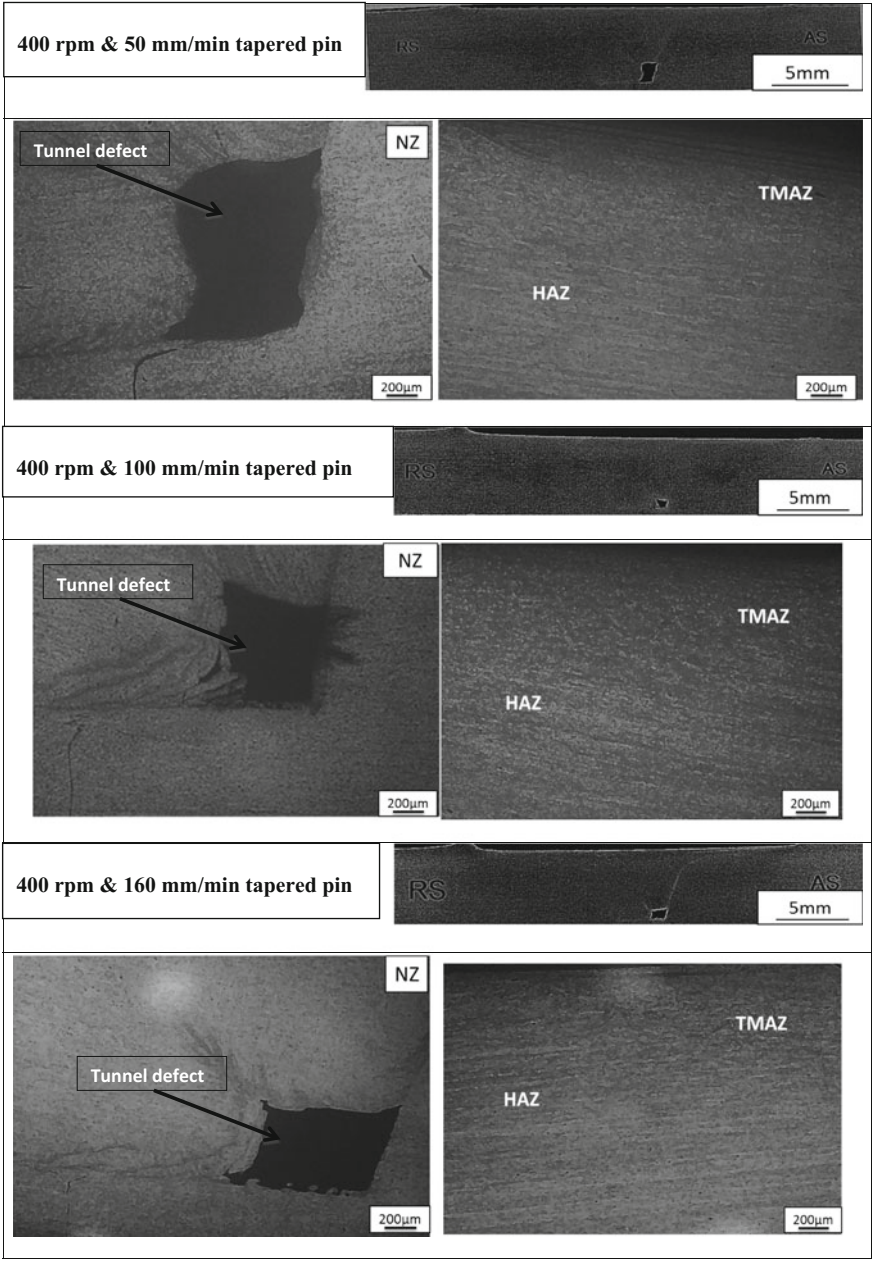 400 rpm & 50 mm/min tapered pin
RS
AS
5mm
Tunnel defect
NZ
TMAZ
HAZ
200µm
200µm
400 rpm & 100 mm/min tapered pin
RS
AS
5mm
Tunnel defect
NZ
TMAZ
HAZ
200µm
200µm
400 rpm & 160 mm/min tapered pin
RS
AS
5mm
Tunnel defect
NZ
TMAZ
HAZ
200µm
200µm